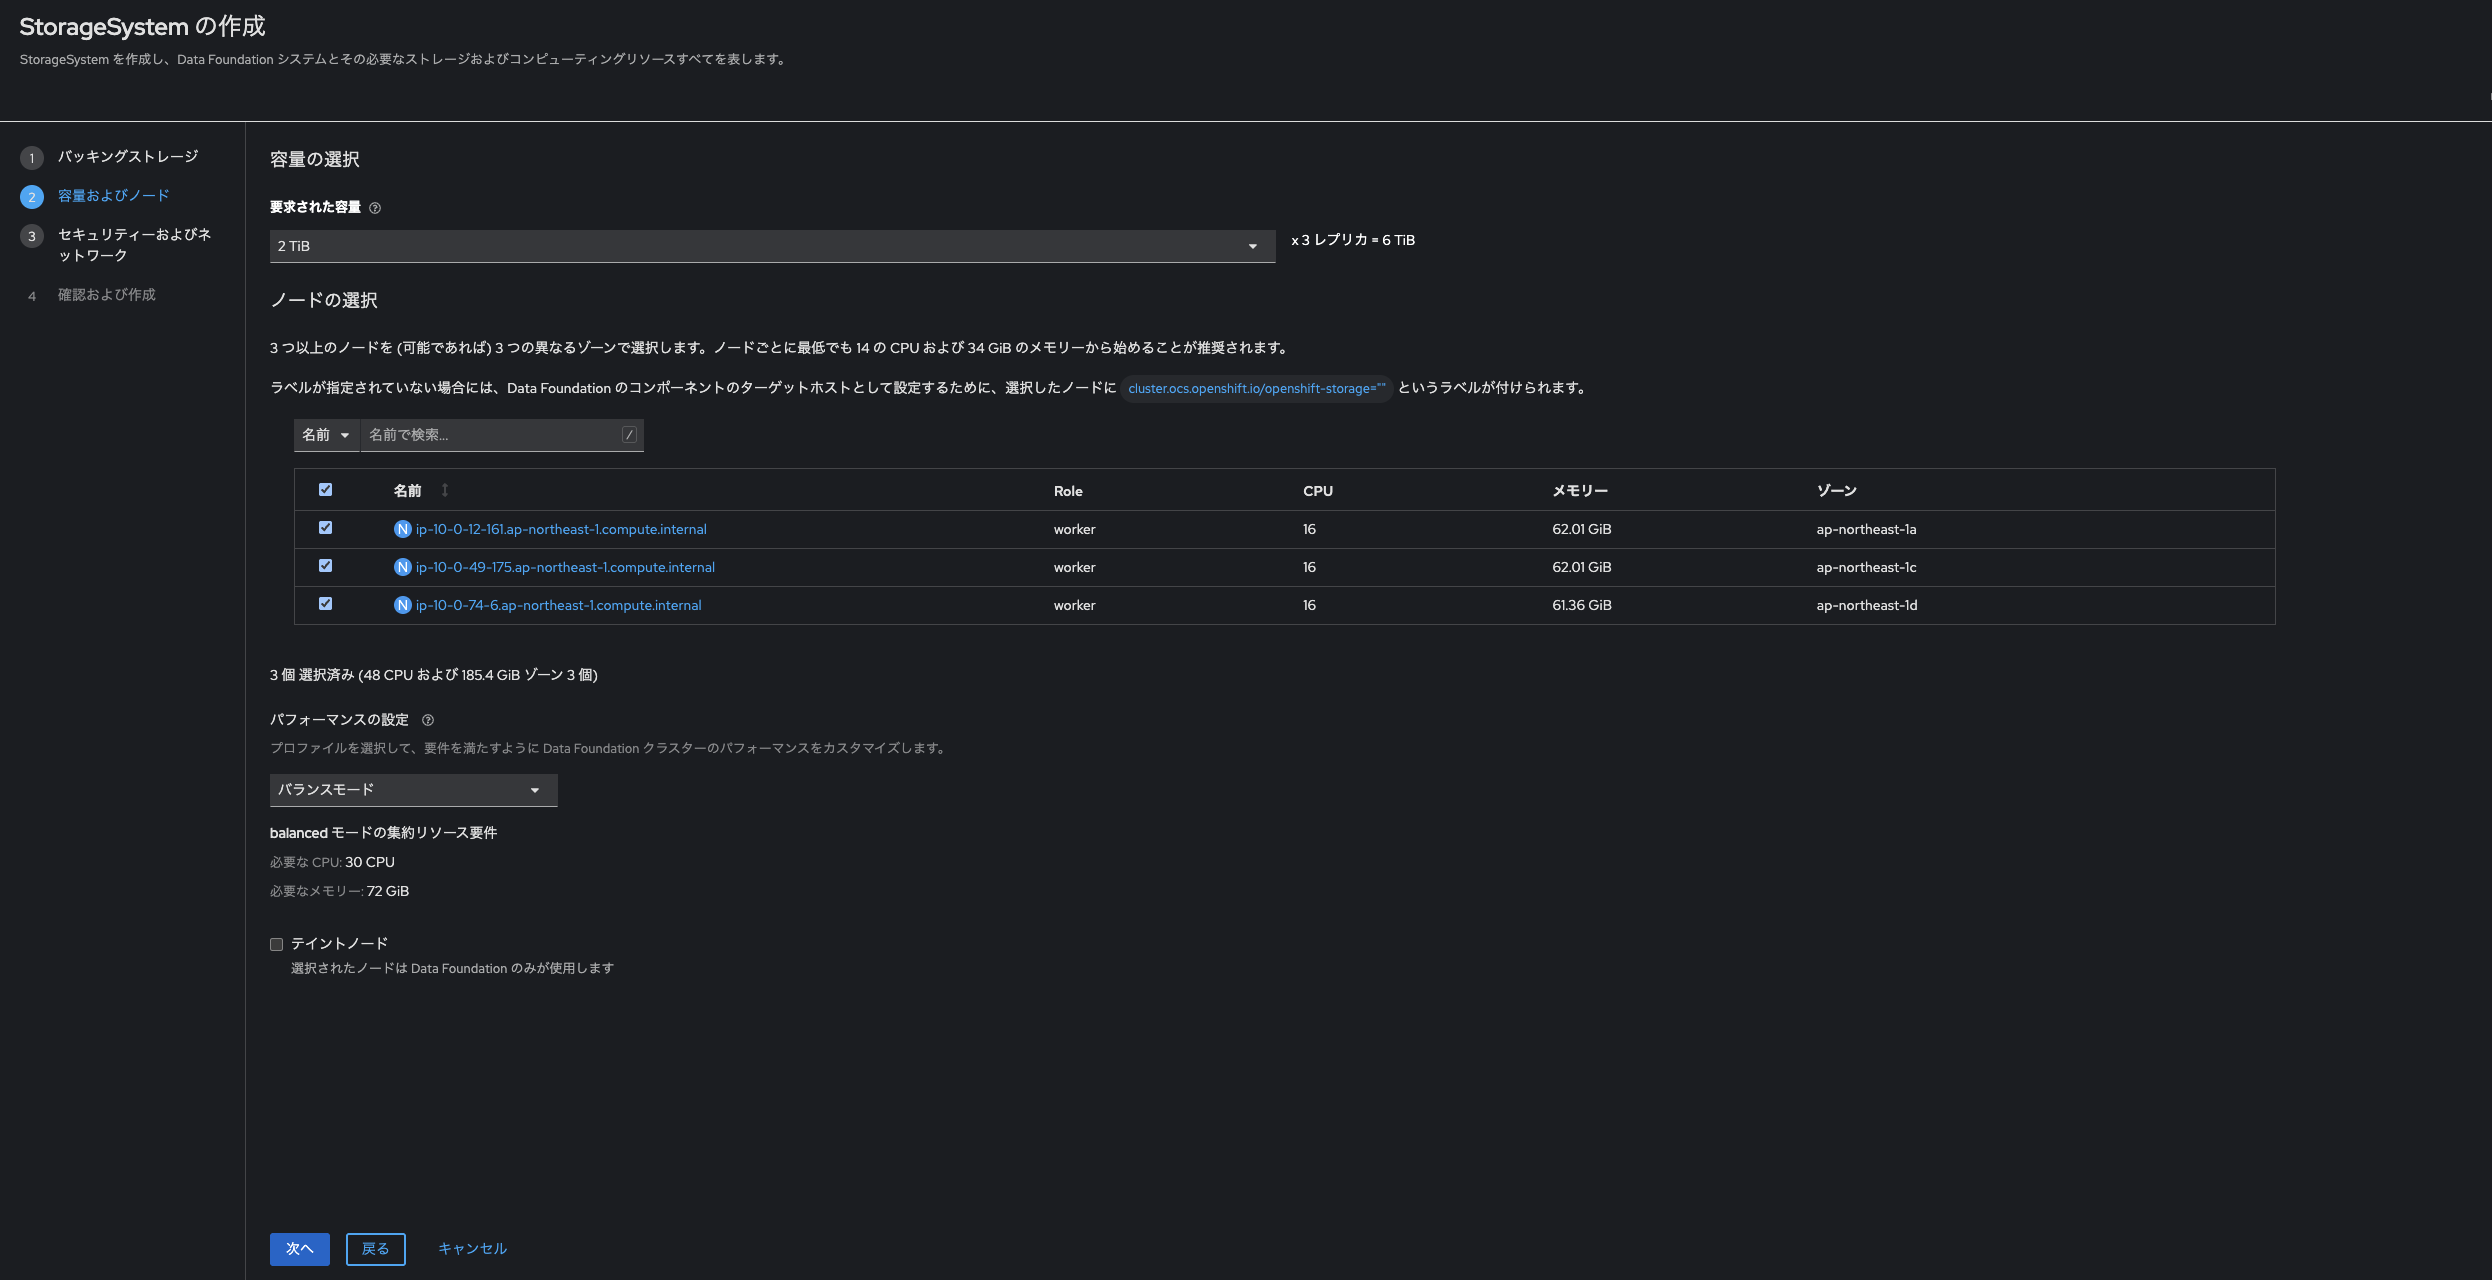 StorageSystem の作成
StorageSystem を作成し、Data Foundation システムとその必要なストレージおよびコンピューティングリソースすべてを表します。
1 バッキングストレージ
2 容量およびノード
3 セキュリティーおよびネ
ットワーク
4 確認および作成
容量の選択
要求された容量
2 TiB
x 3 レプリカ = 6 TiB
ノードの選択
3 つ以上のノードを (可能であれば) 3 つの異なるゾーンで選択します。ノードごとに最低でも 14 の CPU および 34 GiB のメモリーから始めることが推奨されます。
ラベルが指定されていない場合には、Data Foundation のコンポーネントのターゲットホストとして設定するために、選択したノードに cluster.ocs.openshift.io/openshift-storage="" というラベルが付けられます。
名前 名前で検索... /
名前 Role CPU メモリー ゾーン
N ip-10-0-12-161.ap-northeast-1.compute.internal worker 16 62.01 GiB ap-northeast-1a
N ip-10-0-49-175.ap-northeast-1.compute.internal worker 16 62.01 GiB ap-northeast-1c
N ip-10-0-74-6.ap-northeast-1.compute.internal worker 16 61.36 GiB ap-northeast-1d
3 個 選択済み (48 CPU および 185.4 GiB ゾーン 3 個)
パフォーマンスの設定
プロファイルを選択して、要件を満たすように Data Foundation クラスターのパフォーマンスをカスタマイズします。
バランスモード
balanced モードの集約リソース要件
必要な CPU: 30 CPU
必要なメモリー: 72 GiB
テイントノード
選択されたノードは Data Foundation のみが使用します
次へ 戻る キャンセル